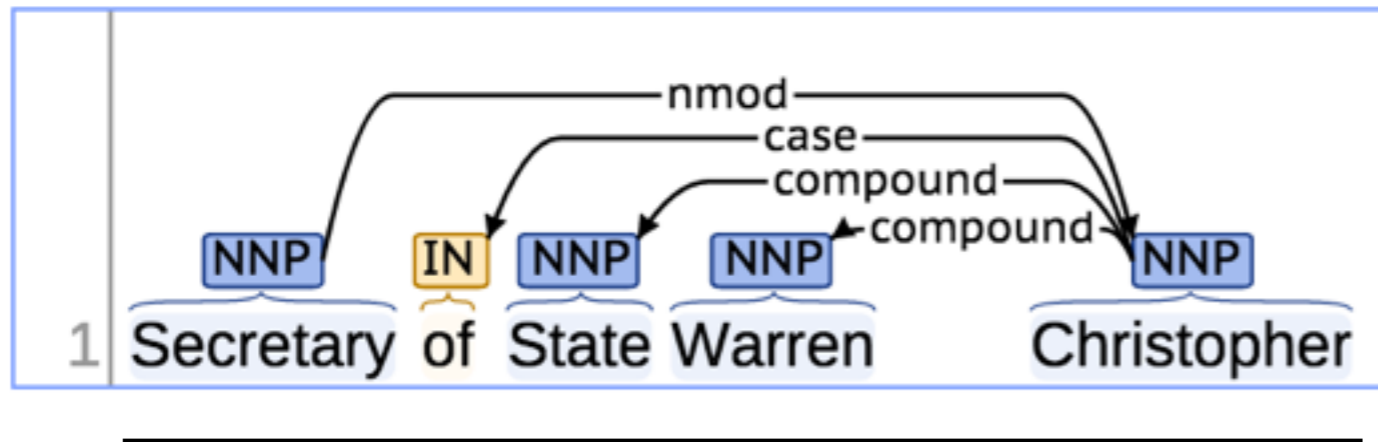 nmod
case
compound
compound
NNP IN NNP NNP NNP
1 Secretary of State Warren Christopher